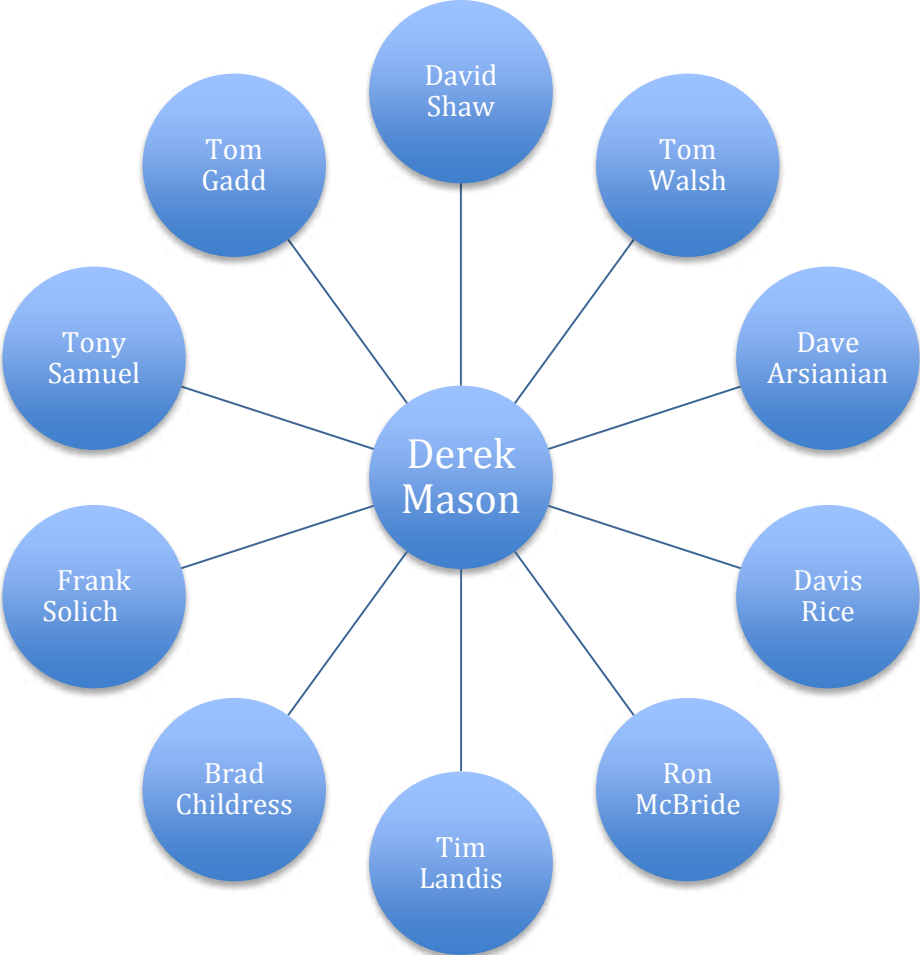 David
Shaw
Tom
Walsh
Dave
Arsianian
Davis
Rice
Ron
McBride
Tim
Landis
Brad
Childress
Frank
Solich
Tony
Samuel
Tom
Gadd
Derek
Mason